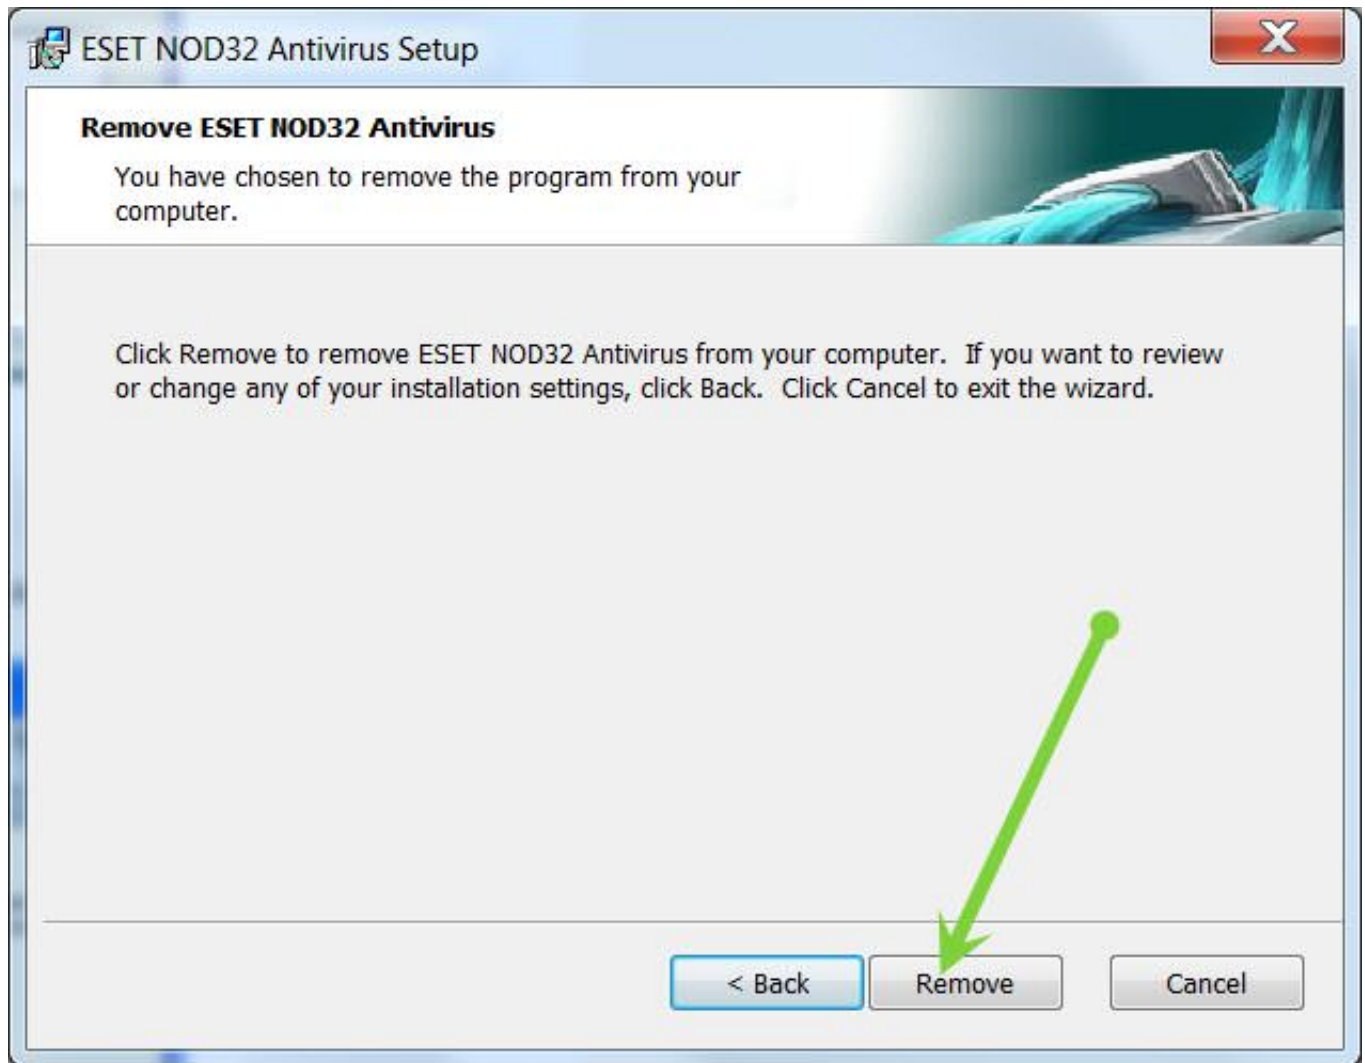 ESET NOD32 Antivirus Setup
Remove ESET NOD32 Antivirus
You have chosen to remove the program from your
computer.
Click Remove to remove ESET NOD32 Antivirus from your computer.  If you want to review
or change any of your installation settings, click Back.  Click Cancel to exit the wizard.
< Back
Remove
Cancel